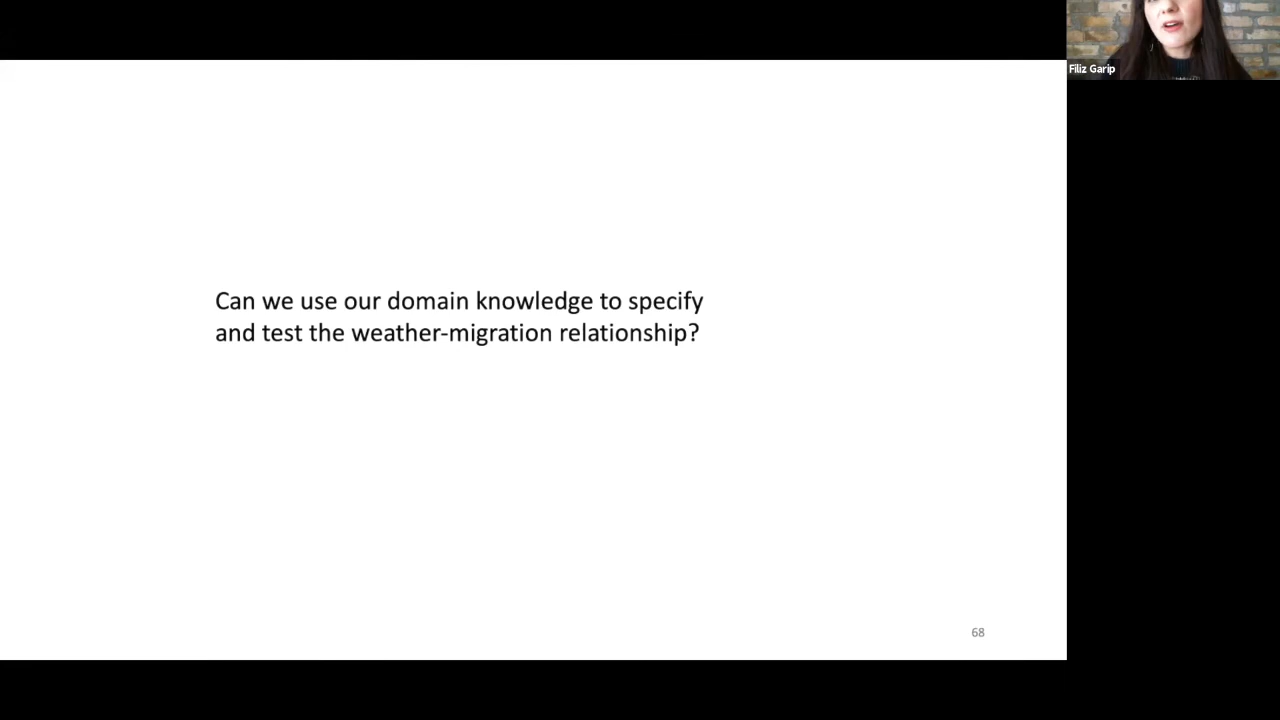 Filiz Garip
Can we use our domain knowledge to specify
and test the weather-migration relationship?
68